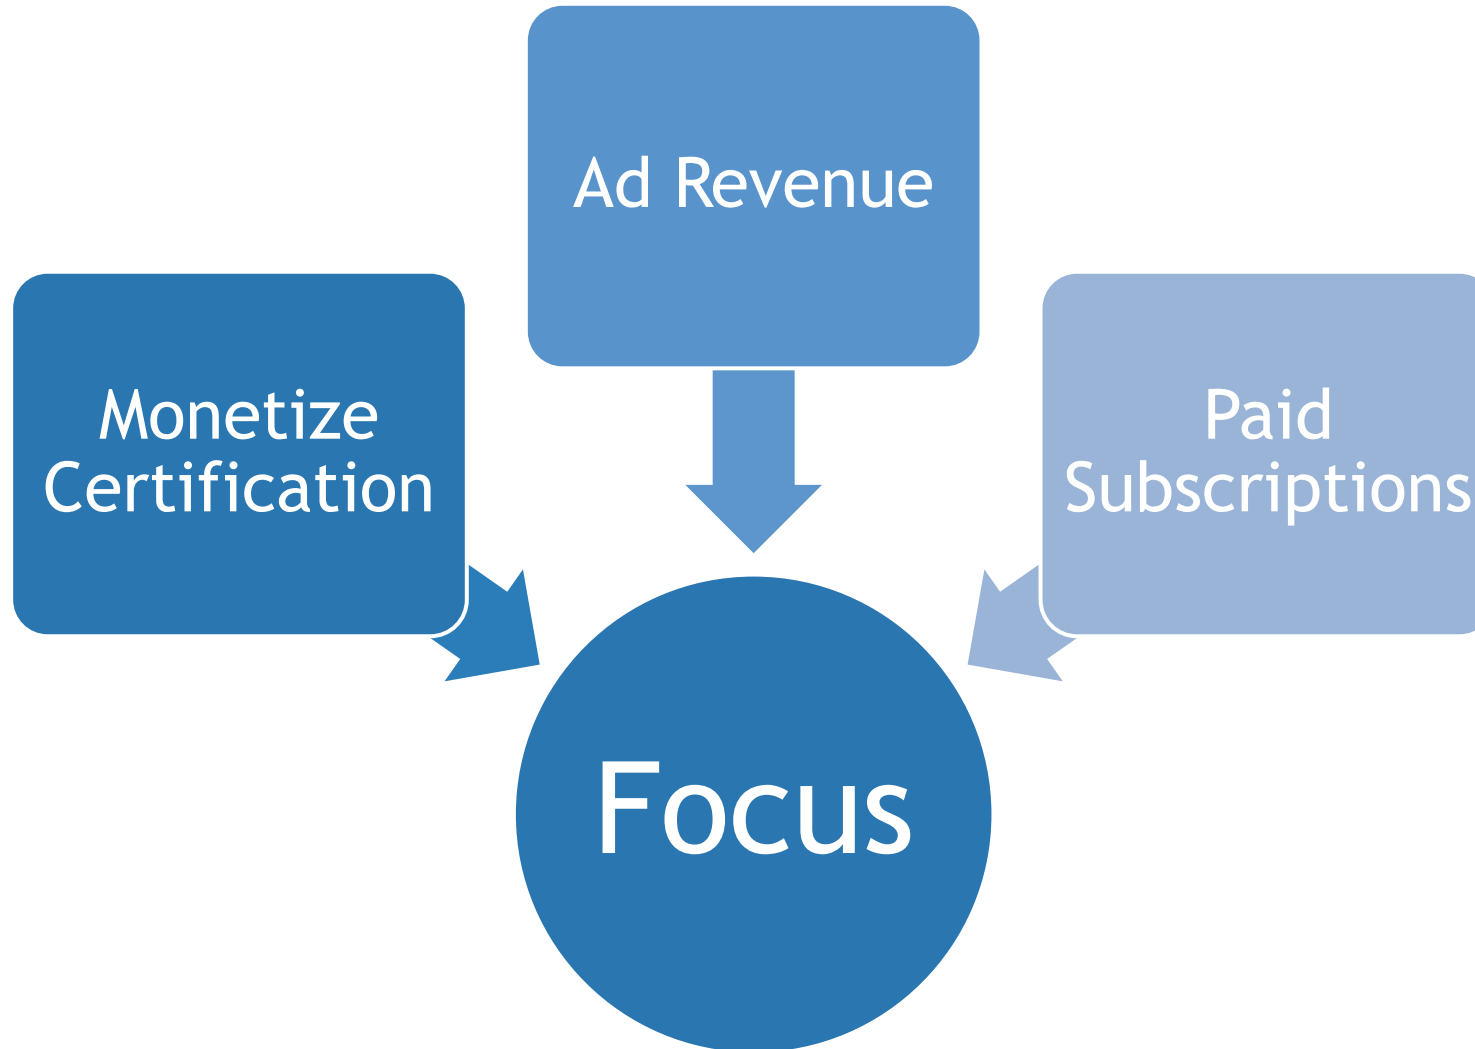 Ad Revenue
Monetize
Certification
Paid
Subscriptions
Focus